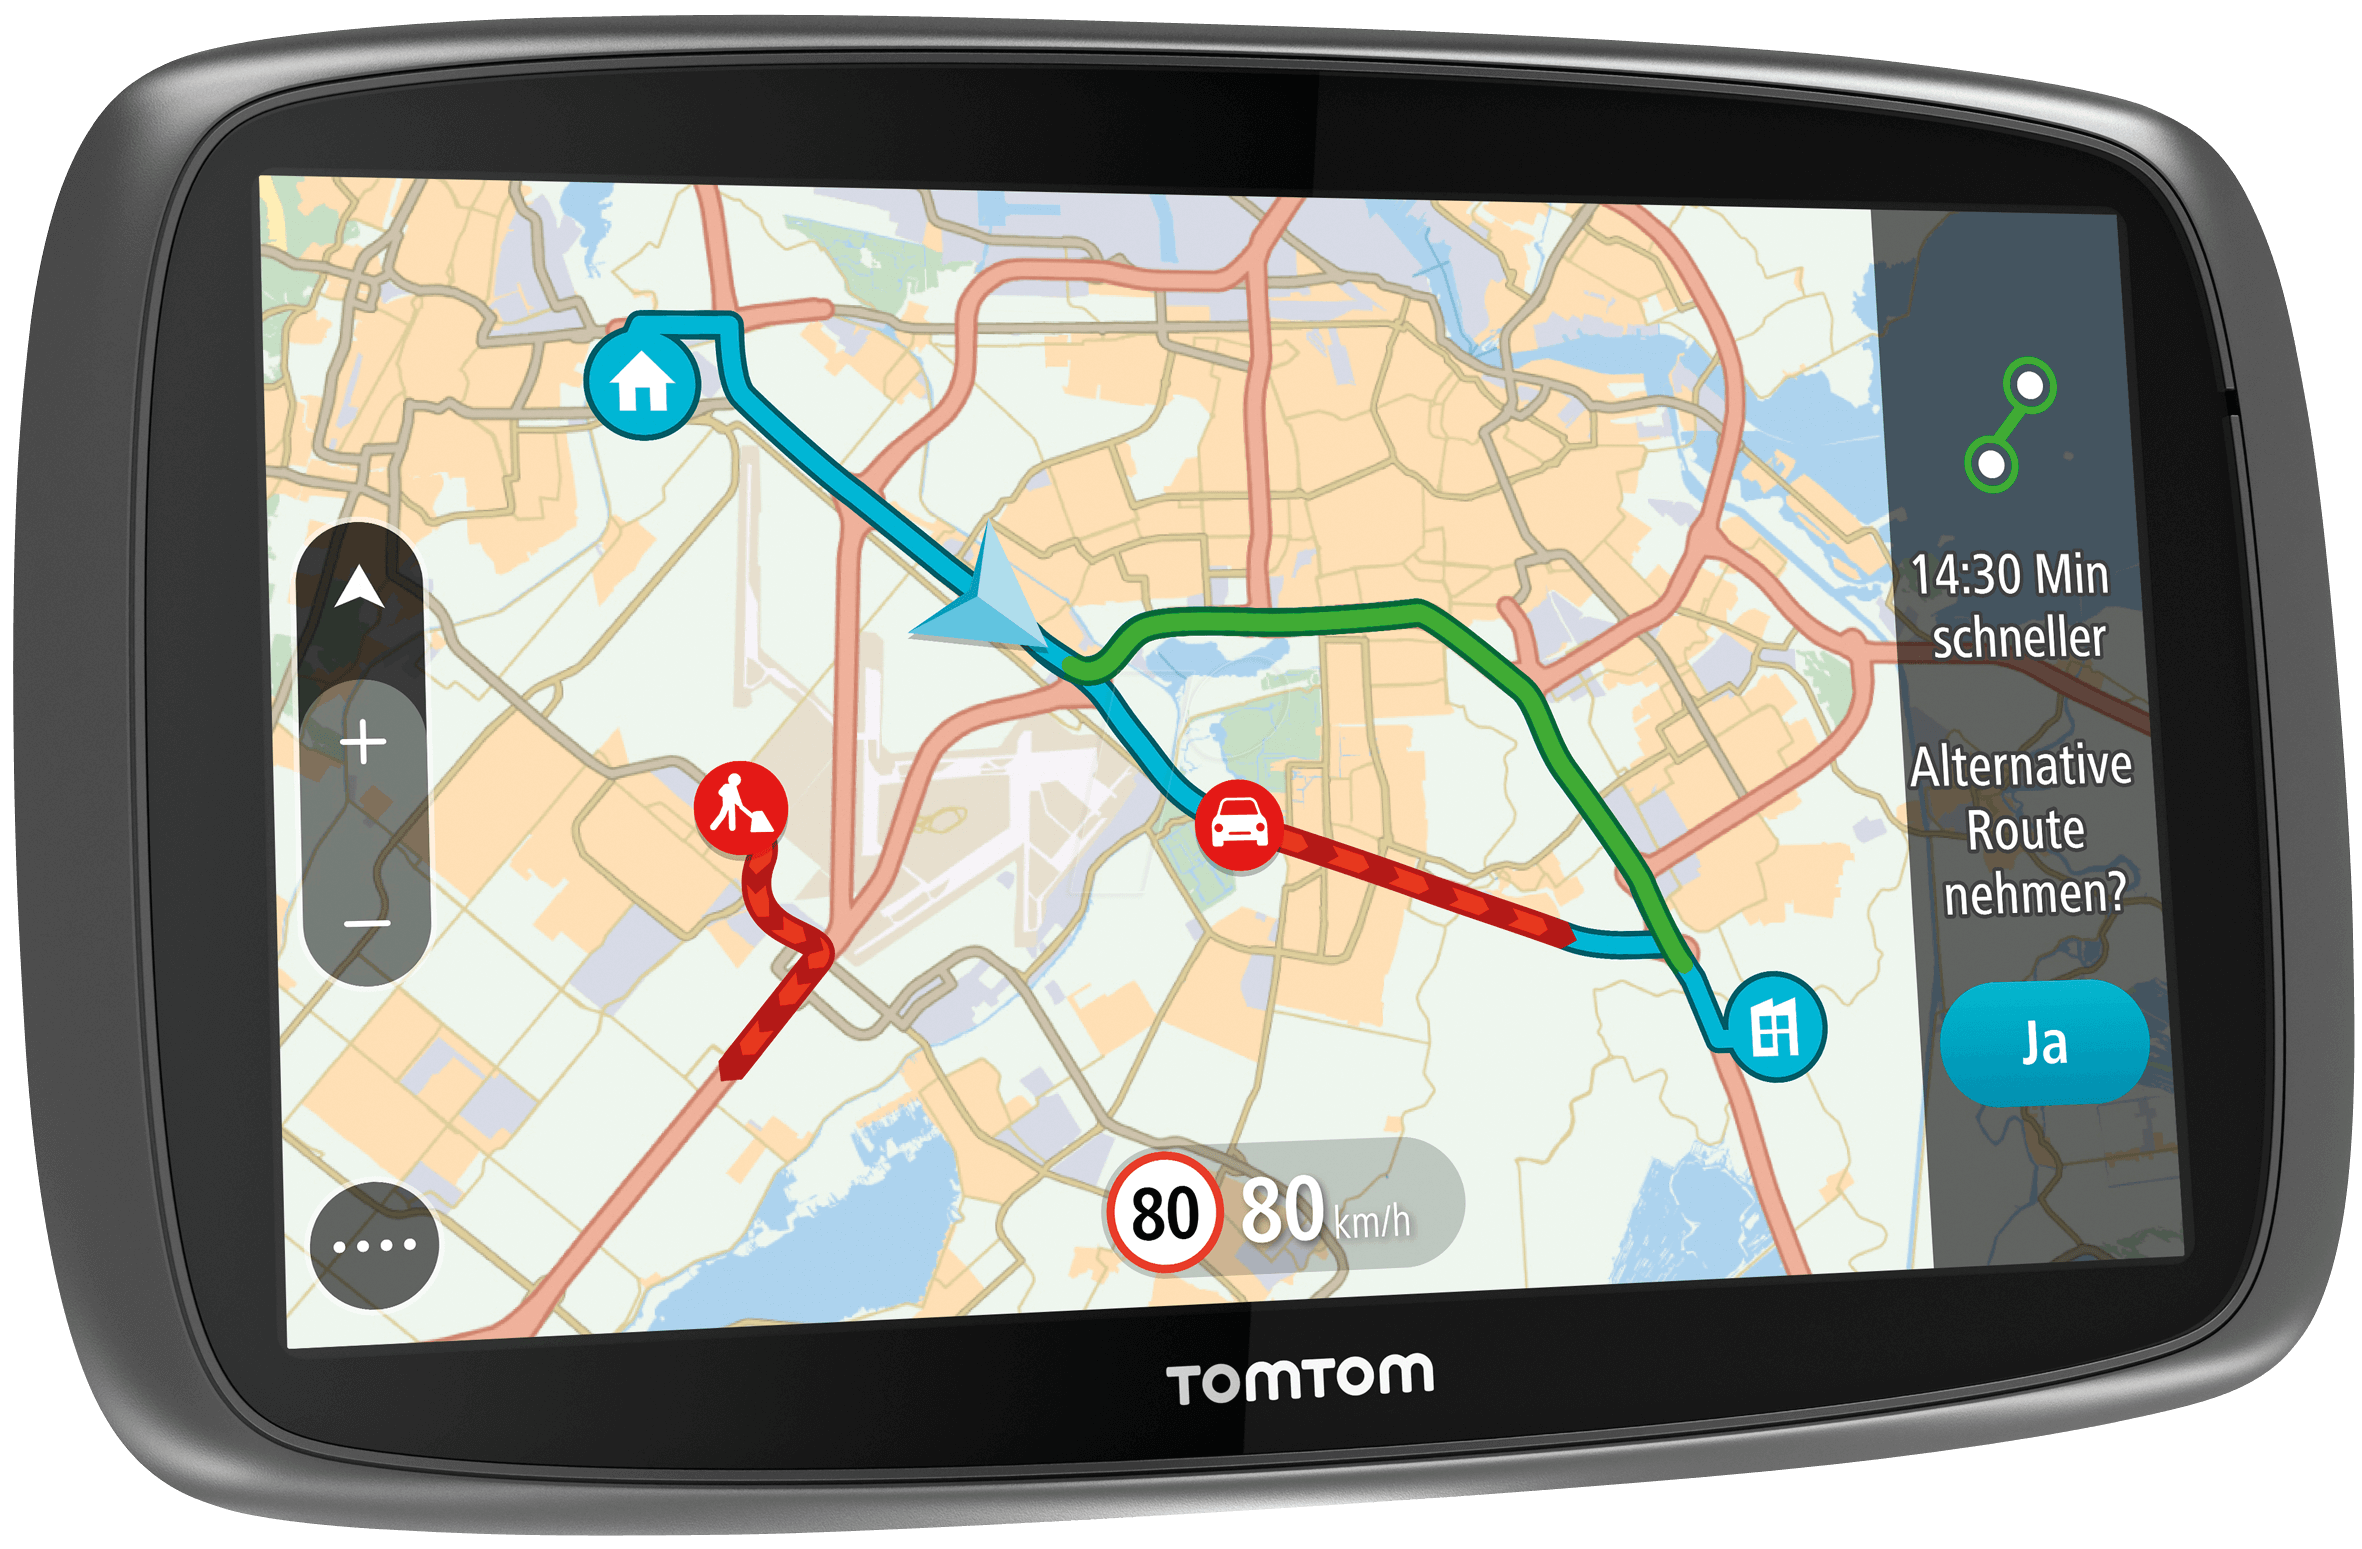 14:30 Min
schneller
Alternative
Route
nehmen?
Ja
80 80 km/h
TOMTOM